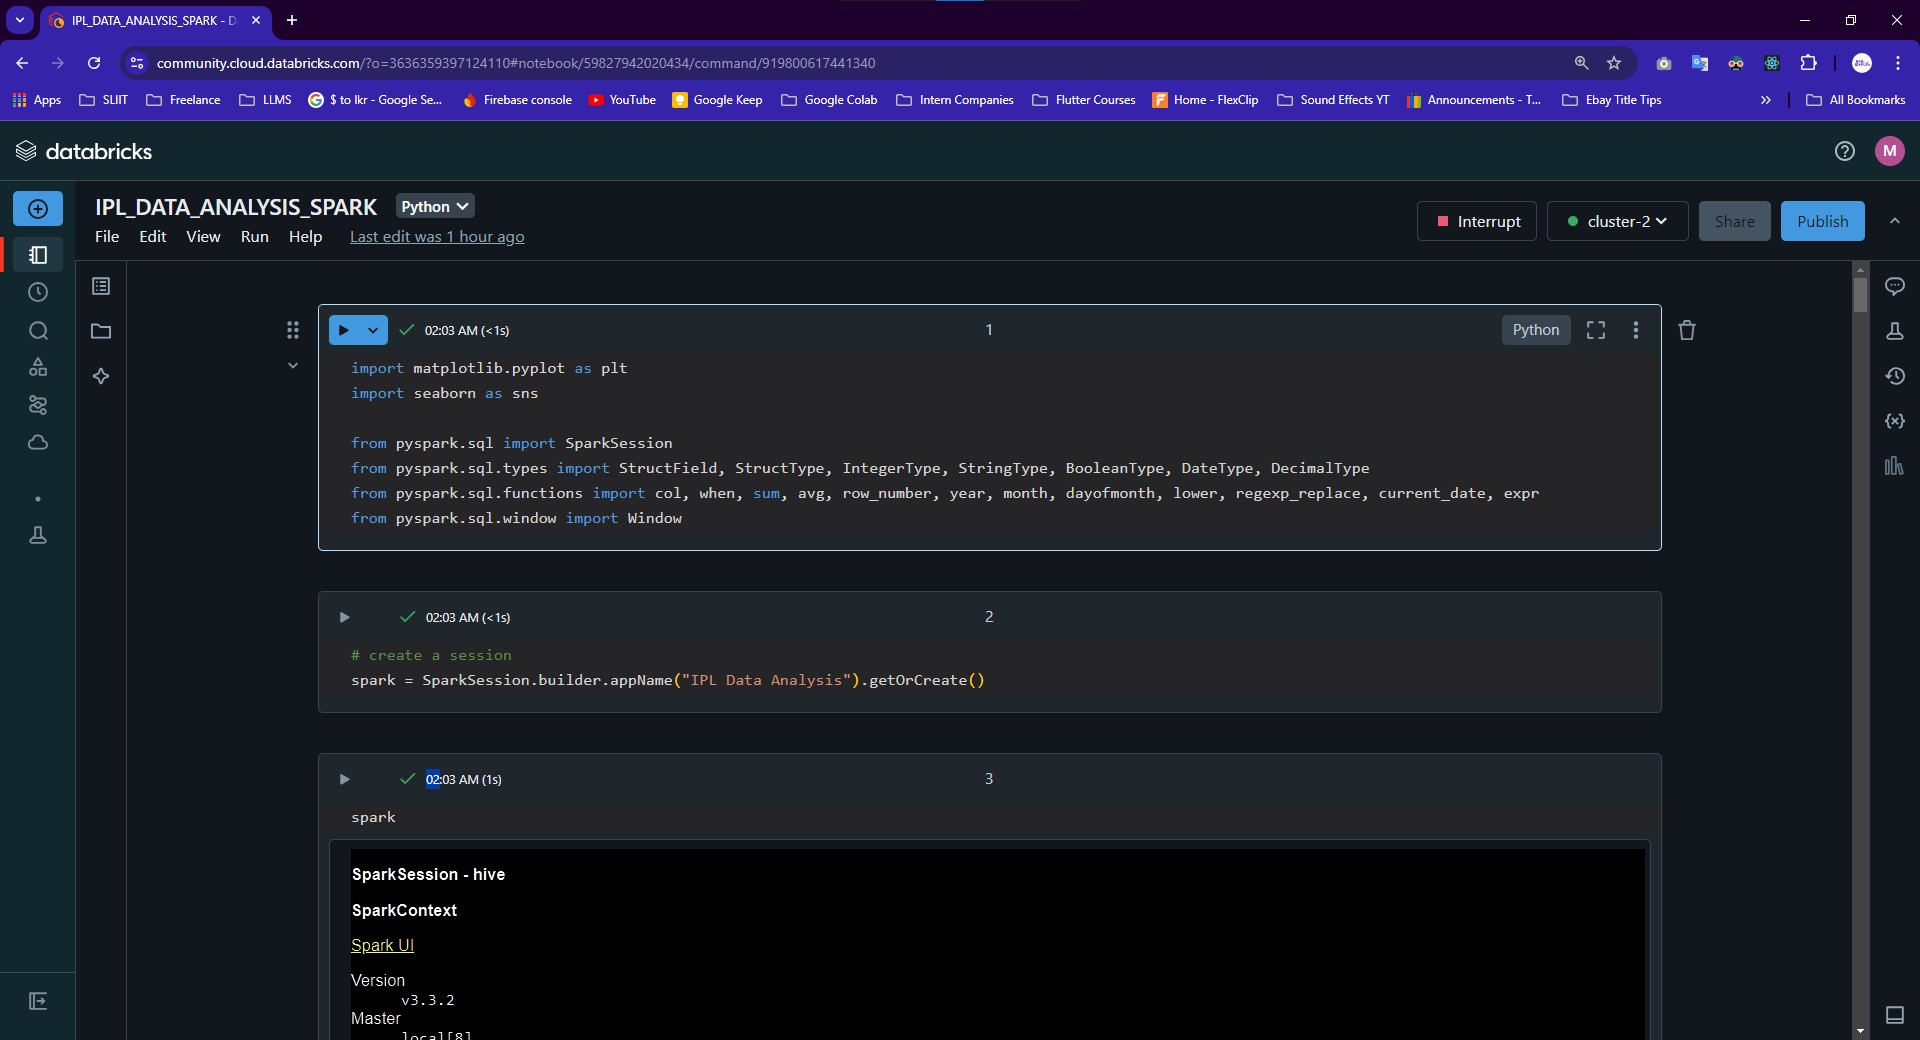 IPL_DATA_ANALYSIS_SPARK - D
community.cloud.databricks.com/?o=3636359397124110#notebook/59827942020434/command/919800617441340
Apps SLIIT Freelance LLMS $ to lkr - Google Se... Firebase console YouTube Google Keep Google Colab Intern Companies Flutter Courses Home - FlexClip Sound Effects YT Announcements - T... Ebay Title Tips » All Bookmarks
databricks
M
IPL_DATA_ANALYSIS_SPARK Python
File Edit View Run Help Last edit was 1 hour ago
Interrupt cluster-2 Share Publish
02:03 AM (<1s) 1 Python
import matplotlib.pyplot as plt
import seaborn as sns
from pyspark.sql import SparkSession
from pyspark.sql.types import StructField, StructType, IntegerType, StringType, BooleanType, DateType, DecimalType
from pyspark.sql.functions import col, when, sum, avg, row_number, year, month, dayofmonth, lower, regexp_replace, current_date, expr
from pyspark.sql.window import Window
02:03 AM (<1s) 2
# create a session
spark = SparkSession.builder.appName("IPL Data Analysis").getOrCreate()
02:03 AM (1s) 3
spark
SparkSession - hive
SparkContext
Spark UI
Version
v3.3.2
Master
local[8]